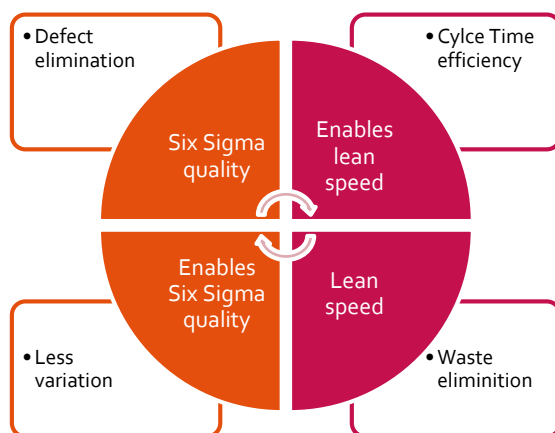 • Defect
elimination
• Cylce Time
efficiency
Six Sigma
quality
Enables
lean
speed
Enables
Six Sigma
quality
Lean
speed
• Less
variation
• Waste
eliminition